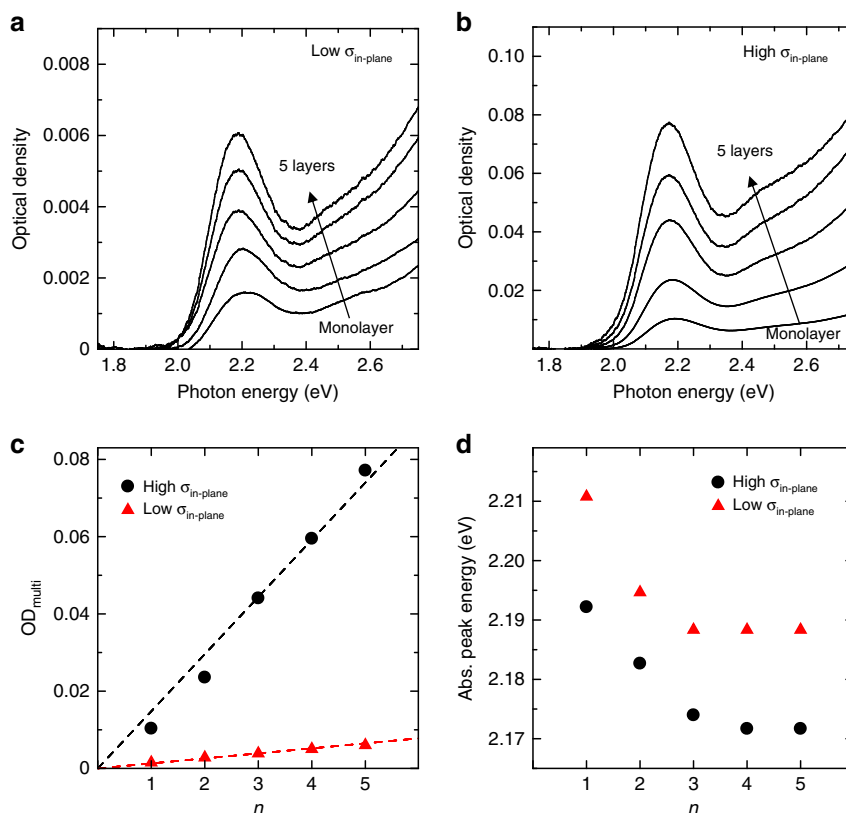 a
Low σin-plane
0.008
0.006
0.004
0.002
0
Optical density
5 layers
Monolayer
1.8
2.0
2.2
2.4
2.6
Photon energy (eV)
b
High σin-plane
0.10
0.08
0.06
0.04
0.02
Optical density
5 layers
Monolayer
1.8
2.0
2.2
2.4
2.6
Photon energy (eV)
c
0.08
0.06
0.04
0.02
0
ODmulti
High σin-plane
Low σin-plane
1
2
3
4
5
n
d
2.21
2.20
2.19
2.18
2.17
Abs. peak energy (eV)
High σin-plane
Low σin-plane
1
2
3
4
5
n